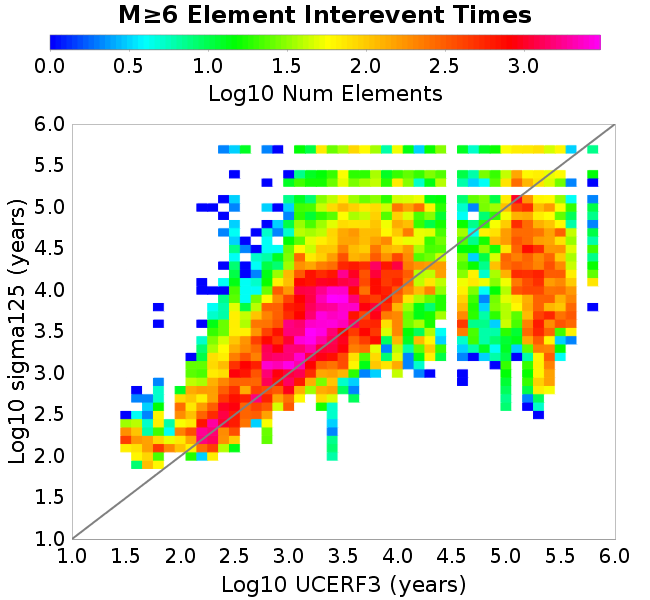 M≥6 Element Interevent Times
0.0 0.5 1.0 1.5 2.0 2.5 3.0
Log10 Num Elements
6.0
5.5
5.0
4.5
4.0
3.5
3.0
2.5
2.0
1.5
1.0
Log10 sigma125 (years)
1.0 1.5 2.0 2.5 3.0 3.5 4.0 4.5 5.0 5.5 6.0
Log10 UCERF3 (years)